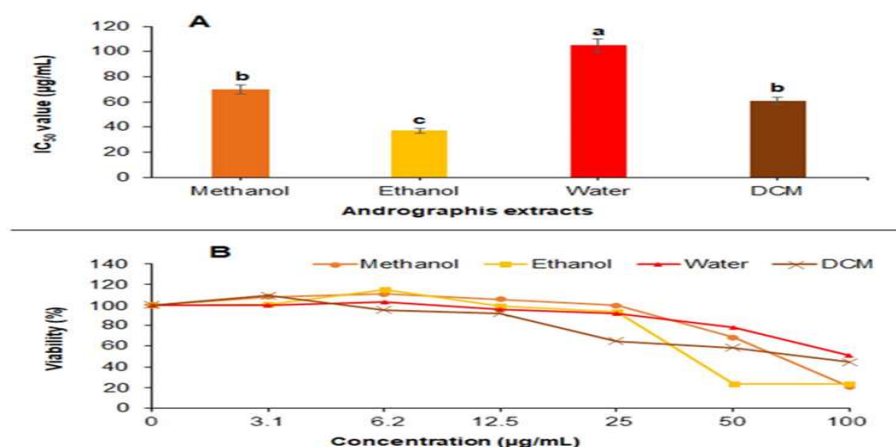 A
IC50 value (µg/mL)
120
100
80
60
40
20
0
b
c
a
b
Methanol Ethanol Water DCM
Andrographis extracts
B
Methanol Ethanol Water DCM
Viability (%)
140
120
100
80
60
40
20
0
0 3.1 6.2 12.5 25 50 100
Concentration (µg/mL)